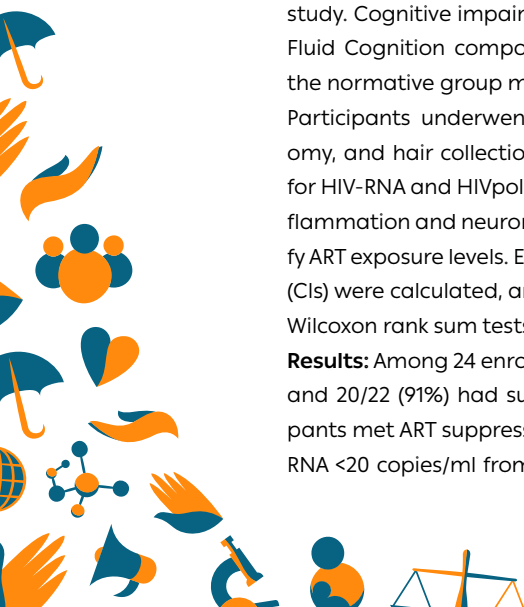 study. Cognitive impair
Fluid Cognition compo
the normative group m
Participants underwen
omy, and hair collectio
for HIV-RNA and HIVpol
flammation and neuron
fy ART exposure levels. E
(CIs) were calculated, a
Wilcoxon rank sum tests
Results: Among 24 enro
and 20/22 (91%) had su
pants met ART suppress
RNA <20 copies/ml from